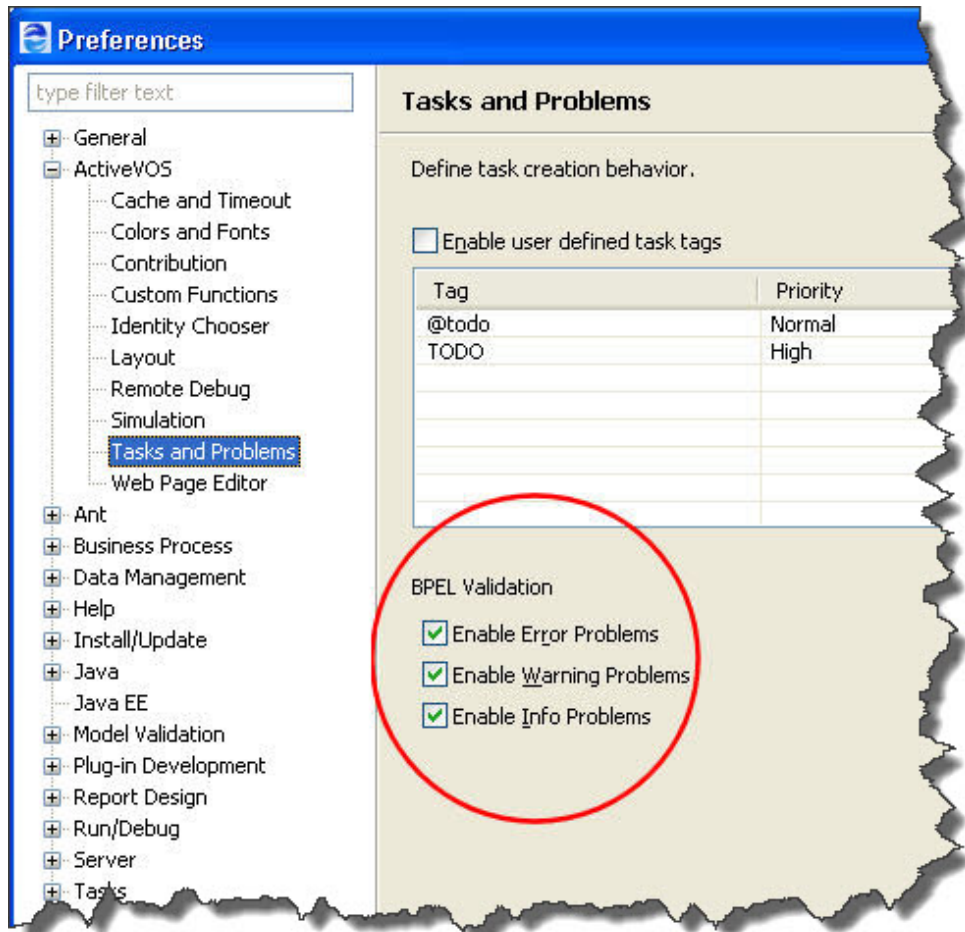 Preferences
type filter text
General
ActiveVOS
Cache and Timeout
Colors and Fonts
Contribution
Custom Functions
Identity Chooser
Layout
Remote Debug
Simulation
Tasks and Problems
Web Page Editor
Ant
Business Process
Data Management
Help
Install/Update
Java
Java EE
Model Validation
Plug-in Development
Report Design
Run/Debug
Server
Tasks
Tasks and Problems
Define task creation behavior.
Enable user defined task tags
Tag Priority
@todo Normal
TODO High
BPEL Validation
Enable Error Problems
Enable Warning Problems
Enable Info Problems